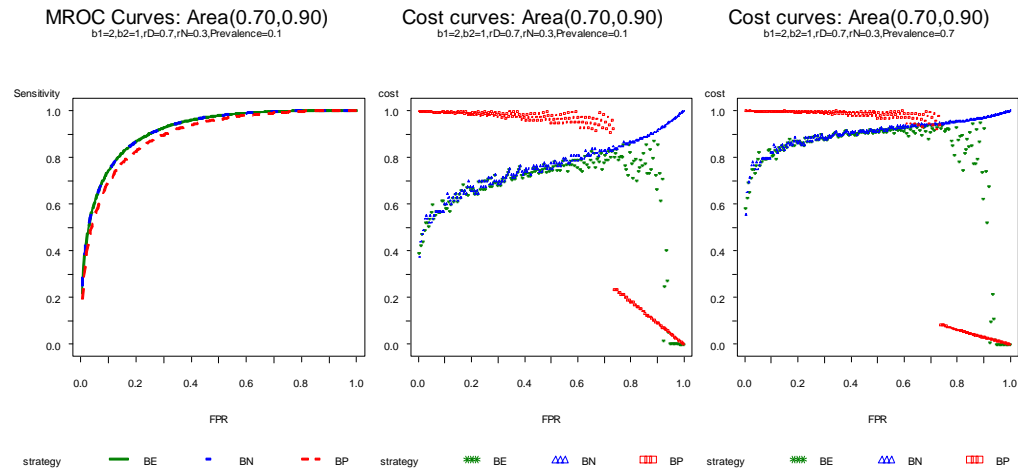 MROC Curves: Area(0.70,0.90)
b1=2,b2=1,rD=0.7,rN=0.3,Prevalence=0.1
Sensitivity
1.0
0.8
0.6
0.4
0.2
0.0
0.0 0.2 0.4 0.6 0.8 1.0
FPR
strategy BE BN BP
Cost curves: Area(0.70,0.90)
b1=2,b2=1,rD=0.7,rN=0.3,Prevalence=0.1
cost
1.0
0.8
0.6
0.4
0.2
0.0
0.0 0.2 0.4 0.6 0.8 1.0
FPR
strategy BE BN BP
Cost curves: Area(0.70,0.90)
b1=2,b2=1,rD=0.7,rN=0.3,Prevalence=0.7
cost
1.0
0.8
0.6
0.4
0.2
0.0
0.0 0.2 0.4 0.6 0.8 1.0
FPR
strategy BE BN BP